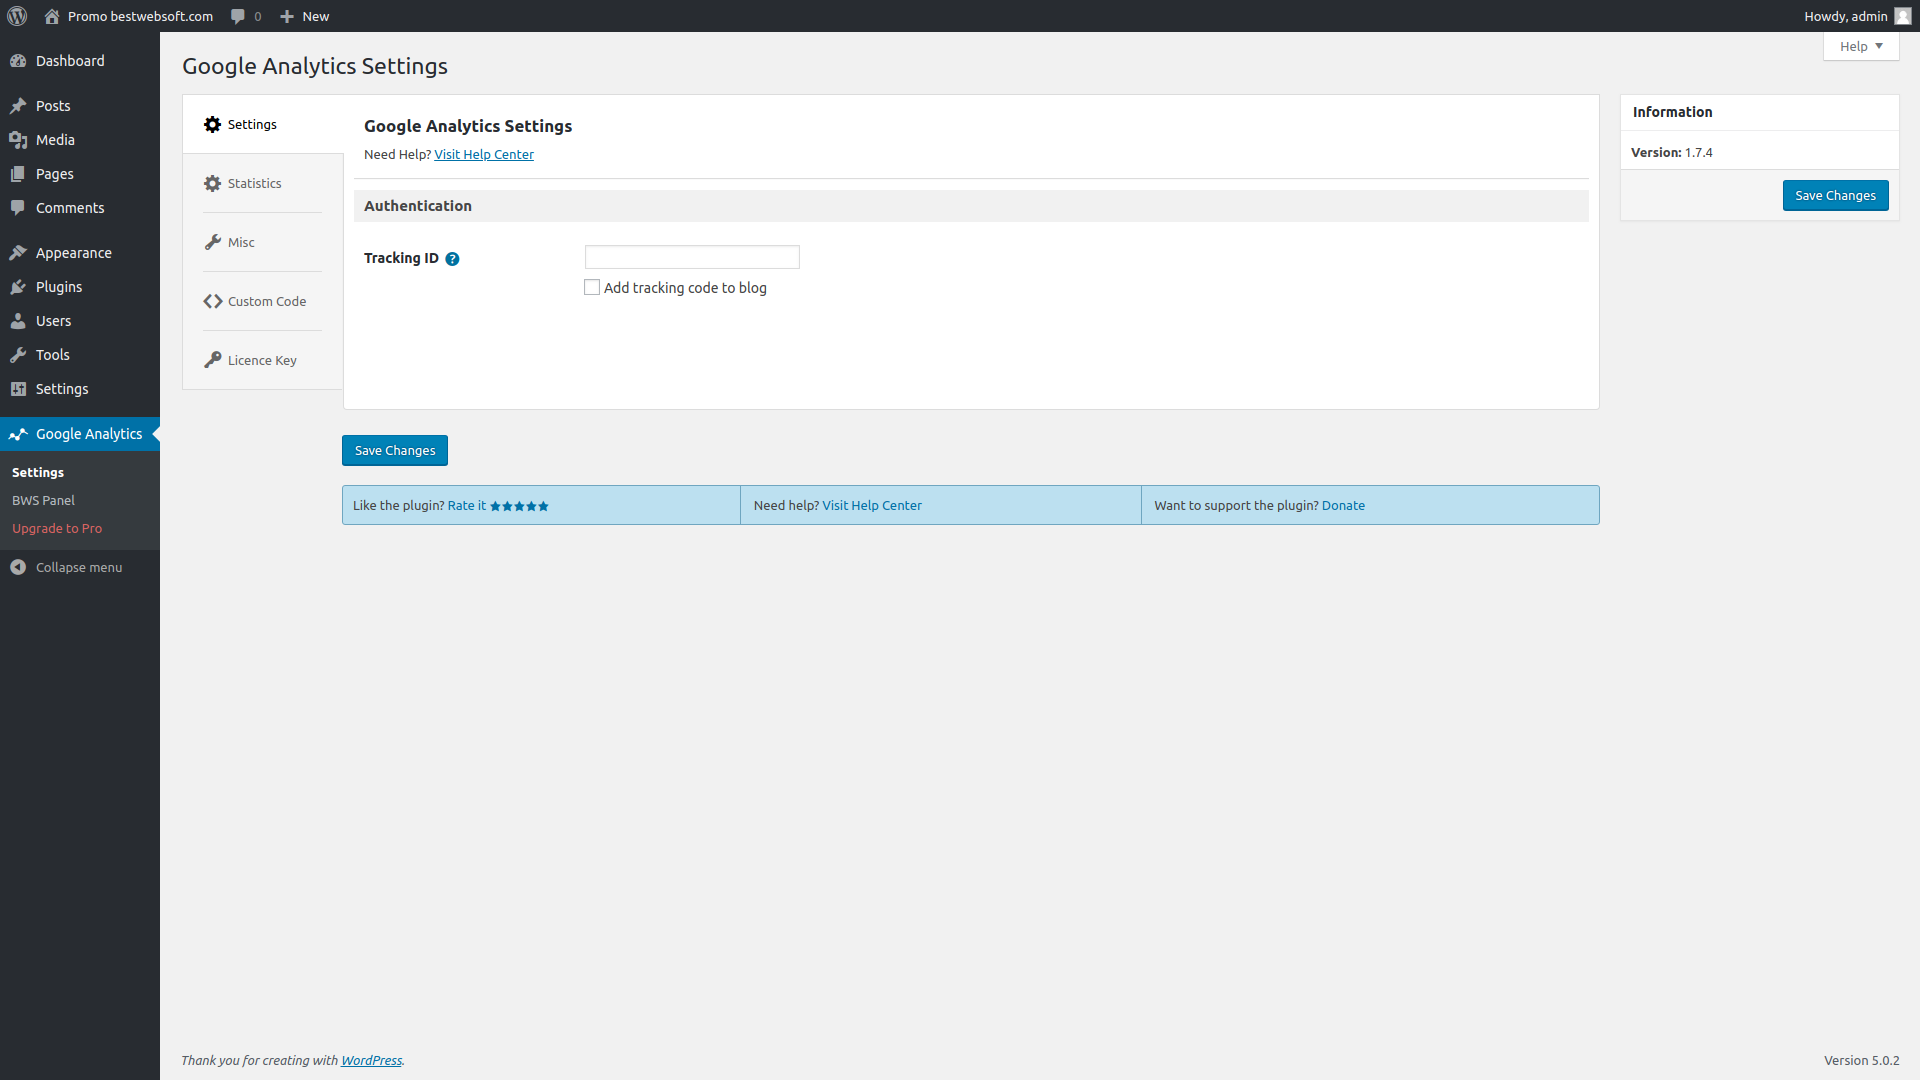 Promo bestwebsoft.com 0 New Howdy, admin
Help
Dashboard
Posts
Media
Pages
Comments
Appearance
Plugins
Users
Tools
Settings
Google Analytics
Settings
BWS Panel
Upgrade to Pro
Collapse menu
Google Analytics Settings
Settings
Statistics
Misc
Custom Code
Licence Key
Google Analytics Settings
Need Help? Visit Help Center
Authentication
Tracking ID ?
Add tracking code to blog
Save Changes
Like the plugin? Rate it
Need help? Visit Help Center
Want to support the plugin? Donate
Information
Version: 1.7.4
Save Changes
Thank you for creating with WordPress.
Version 5.0.2